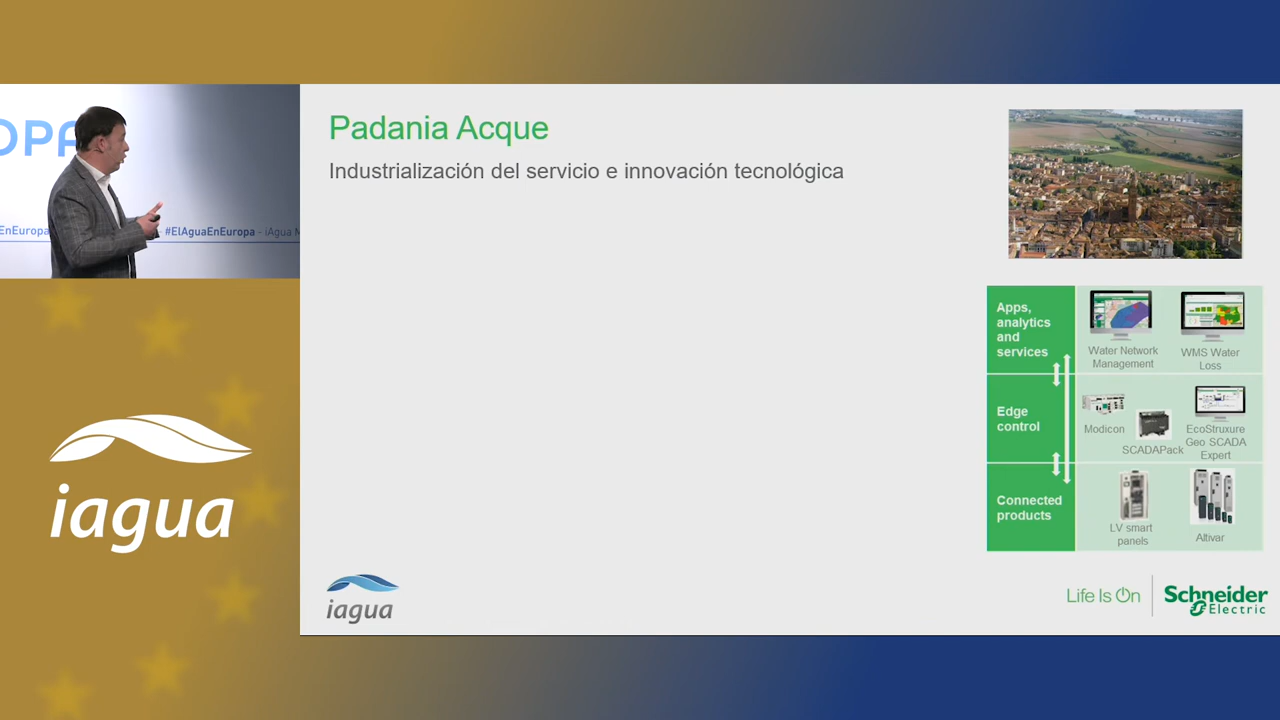 OPA
EnEuropa
#ElAguaEnEuropa - iAgua M
iagua
Padania Acque
Industrialización del servicio e innovación tecnológica
Apps,
analytics
and
services
Water Network
Management
WMS Water
Loss
Edge
control
Modicon
SCADAPack
EcoStruxure
Geo SCADA
Expert
Connected
products
LV smart
panels
Altivar
iagua
Life Is On
Schneider
Electric